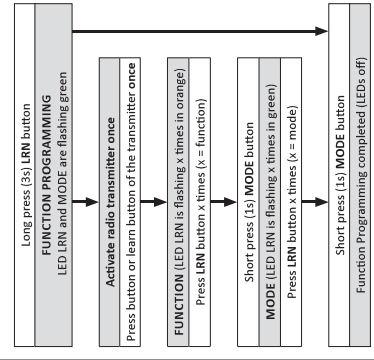 Long press (3s) LRN button
FUNCTION PROGRAMMING
LED LRN and MODE are flashing green
Activate radio transmitter once
Press button or learn button of the transmitter once
FUNCTION (LED LRN is flashing x times in orange)
Press LRN button x times (x = function)
Short press (1s) MODE button
MODE (LED LRN is flashing x times in green)
Press LRN button x times (x = mode)
Short press (1s) MODE button
Function Programming completed (LEDs off)